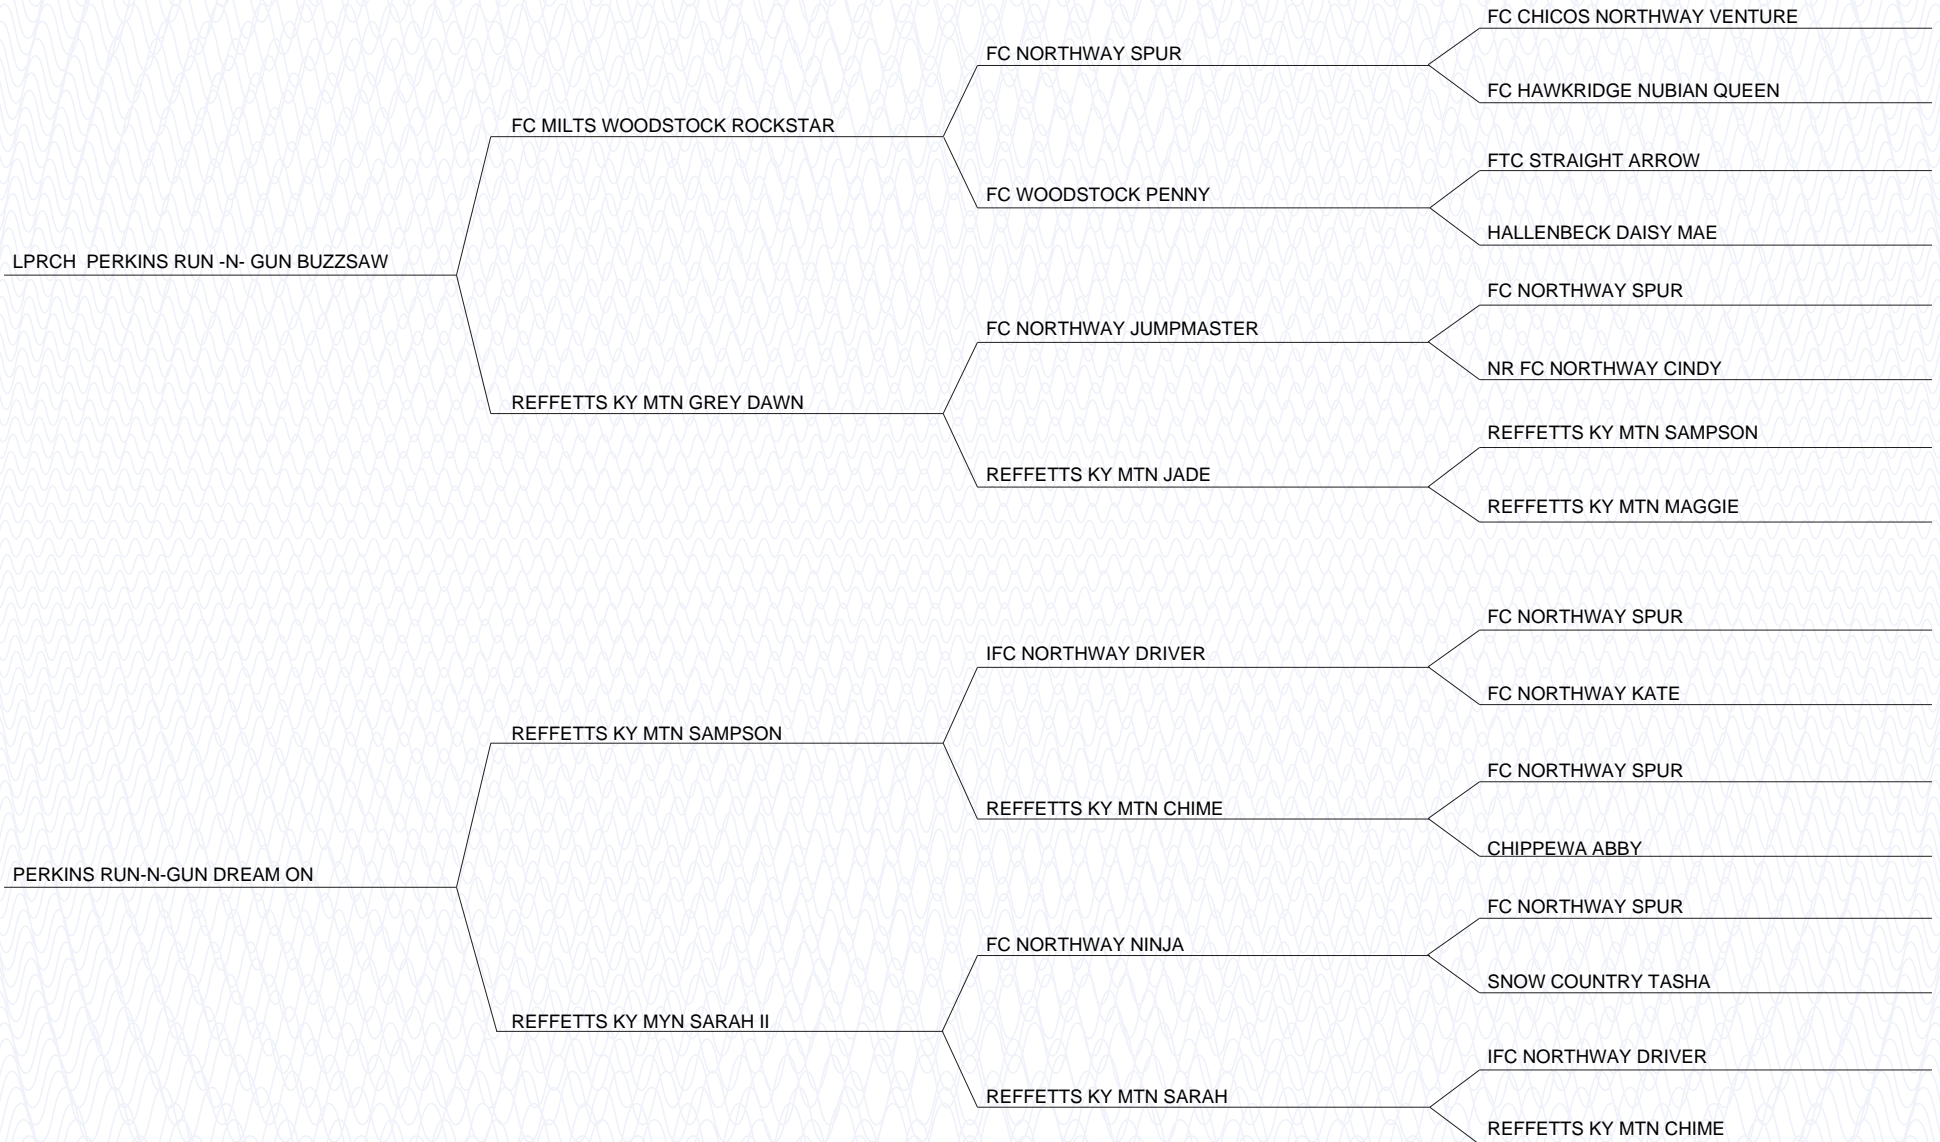 FC CHICOS NORTHWAY VENTURE
FC NORTHWAY SPUR
FC HAWKRIDGE NUBIAN QUEEN
FC MILTS WOODSTOCK ROCKSTAR
FTC STRAIGHT ARROW
FC WOODSTOCK PENNY
HALLENBECK DAISY MAE
LPRCH  PERKINS RUN -N- GUN BUZZSAW
FC NORTHWAY SPUR
FC NORTHWAY JUMPMASTER
NR FC NORTHWAY CINDY
REFFETTS KY MTN GREY DAWN
REFFETTS KY MTN SAMPSON
REFFETTS KY MTN JADE
REFFETTS KY MTN MAGGIE
FC NORTHWAY SPUR
IFC NORTHWAY DRIVER
FC NORTHWAY KATE
REFFETTS KY MTN SAMPSON
FC NORTHWAY SPUR
REFFETTS KY MTN CHIME
CHIPPEWA ABBY
PERKINS RUN-N-GUN DREAM ON
FC NORTHWAY SPUR
FC NORTHWAY NINJA
SNOW COUNTRY TASHA
REFFETTS KY MYN SARAH II
IFC NORTHWAY DRIVER
REFFETTS KY MTN SARAH
REFFETTS KY MTN CHIME